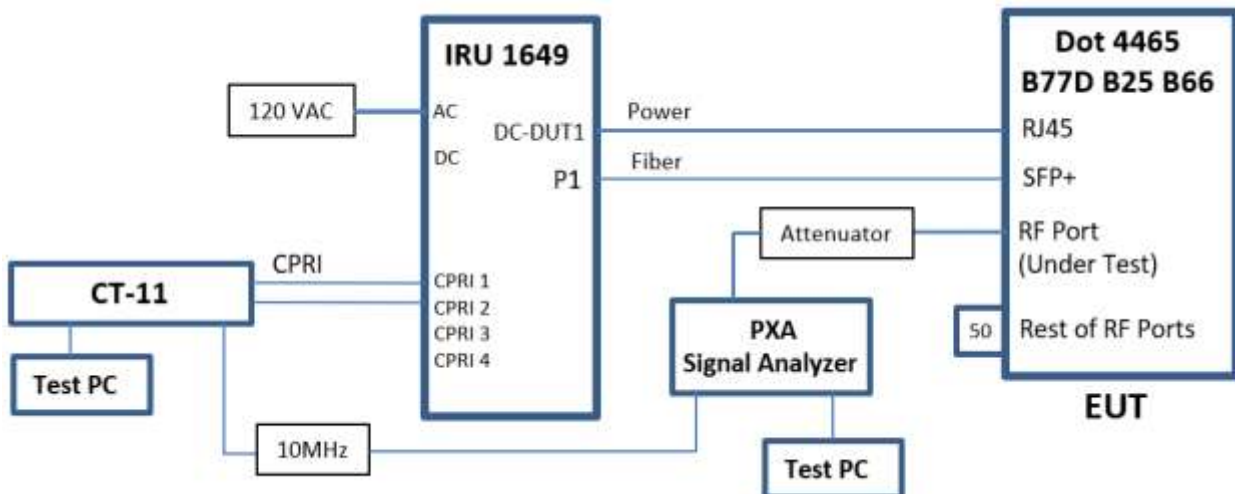 IRU 1649
AC
DC
DC-DUT1
P1
CPRI 1
CPRI 2
CPRI 3
CPRI 4
120 VAC
Power
Fiber
Dot 4465
B77D B25 B66
RJ45
SFP+
RF Port
(Under Test)
Rest of RF Ports
50
EUT
Attenuator
CPRI
CT-11
Test PC
10MHz
PXA
Signal Analyzer
Test PC